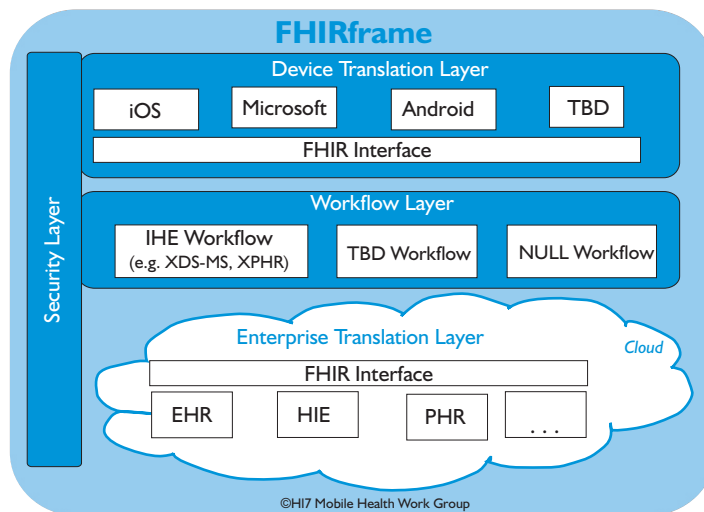 FHIRframe
Security Layer
Device Translation Layer
iOS
Microsoft
Android
TBD
FHIR Interface
Workflow Layer
IHE Workflow
(e.g. XDS-MS, XPHR)
TBD Workflow
NULL Workflow
Enterprise Translation Layer
Cloud
FHIR Interface
EHR
HIE
PHR
. . .
©Hl7 Mobile Health Work Group